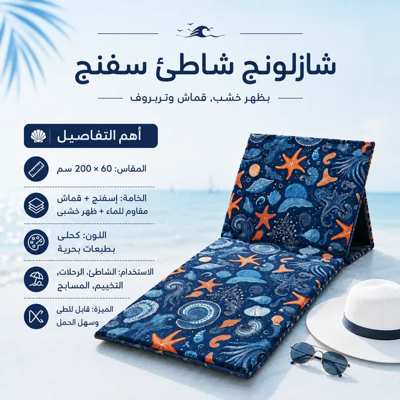 شازلونج شاطئ سفنج
بظهر خشب, قماش وتربروف
أهم التفاصيل
المقاس: 60 × 200 سم
الخامة: إسفنج + قماش
مقاوم للماء + ظهر خشبي
اللون: كحلي
بطبعات بحرية
الاستخدام: الشاطئ, الرحلات,
التخييم, المسابح
الميزة: قابل للطي
وسهل الحمل